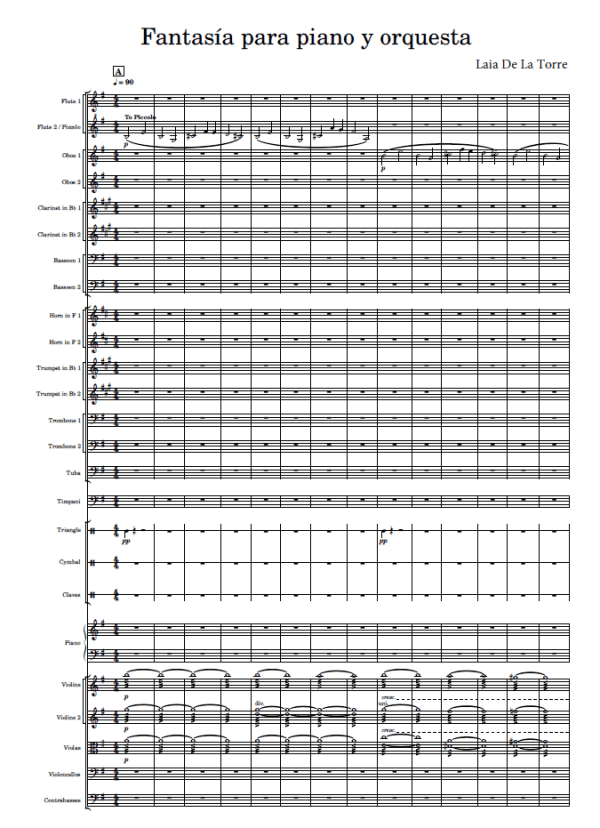 Fantasía para piano y orquesta
Laia De La Torre
A
♩ = 90
Flute 1
To Piccolo
Flute 2 / Piccolo
p
Oboe 1
p
Oboe 2
Clarinet in B♭ 1
Clarinet in B♭ 2
Bassoon 1
Bassoon 2
Horn in F 1
Horn in F 2
Trumpet in B♭ 1
Trumpet in B♭ 2
Trombone 1
Trombone 2
Tuba
Timpani
Triangle
pp pp
Cymbal
Claves
Piano
Violins
p cresc.
div. uni.
Violins 2
p cresc.
Violas
p
Violoncellos
Contrabasses